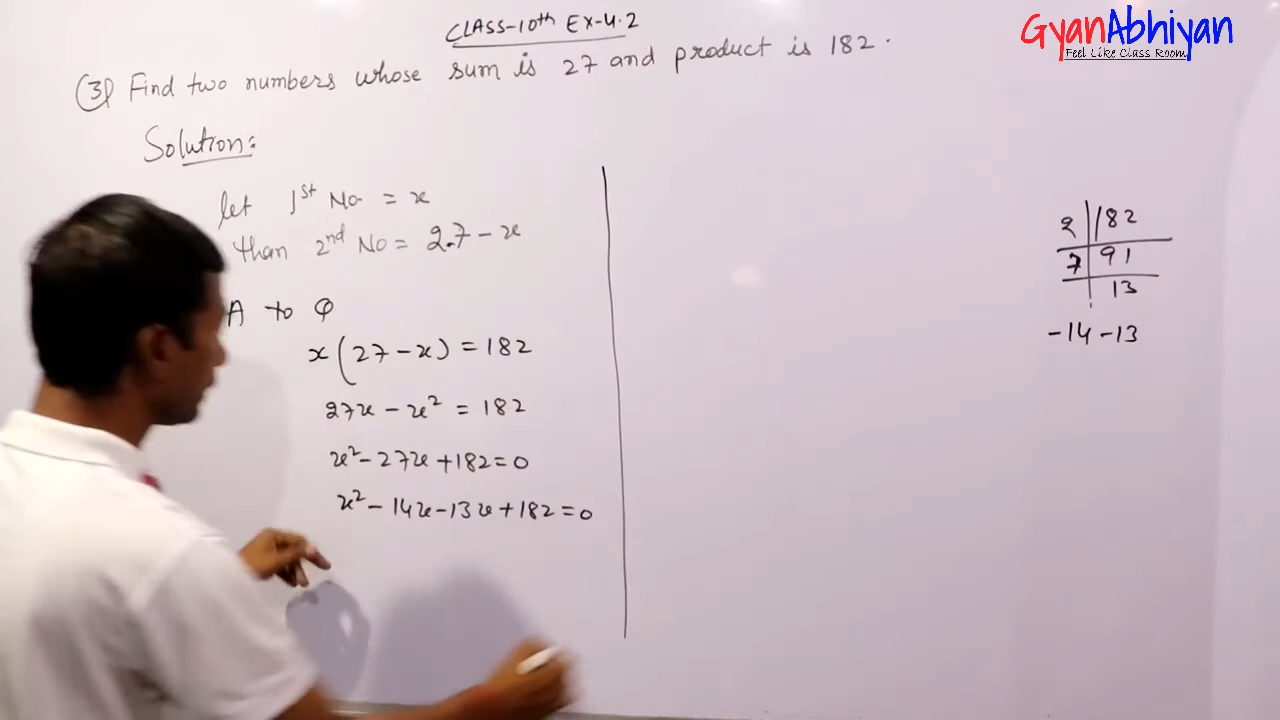 CLASS-10th EX-4.2
GyanAbhiyan
Feel Like Class Room
(3) Find two numbers whose sum is 27 and product is 182.
Solution:
let 1st No. = x
than 2nd No = 27 - x
A to Q
x(27 - x) = 182
27x - x² = 182
x² - 27x + 182 = 0
x² - 14x - 13x + 182 = 0
2 | 182
7 | 91
| 13
-14 -13